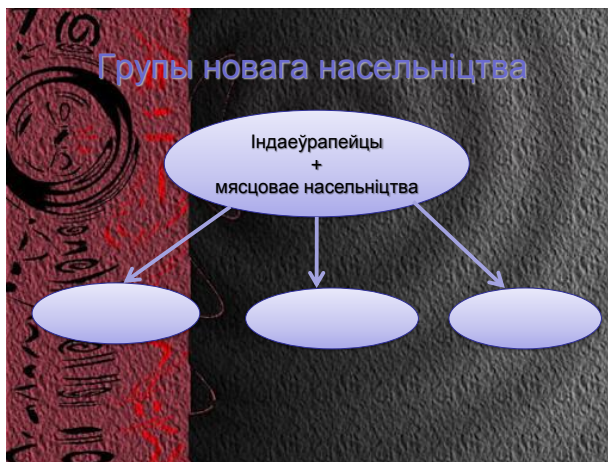 Групы новага насельніцтва
Індаеўрапейцы
+
мясцовае насельніцтва